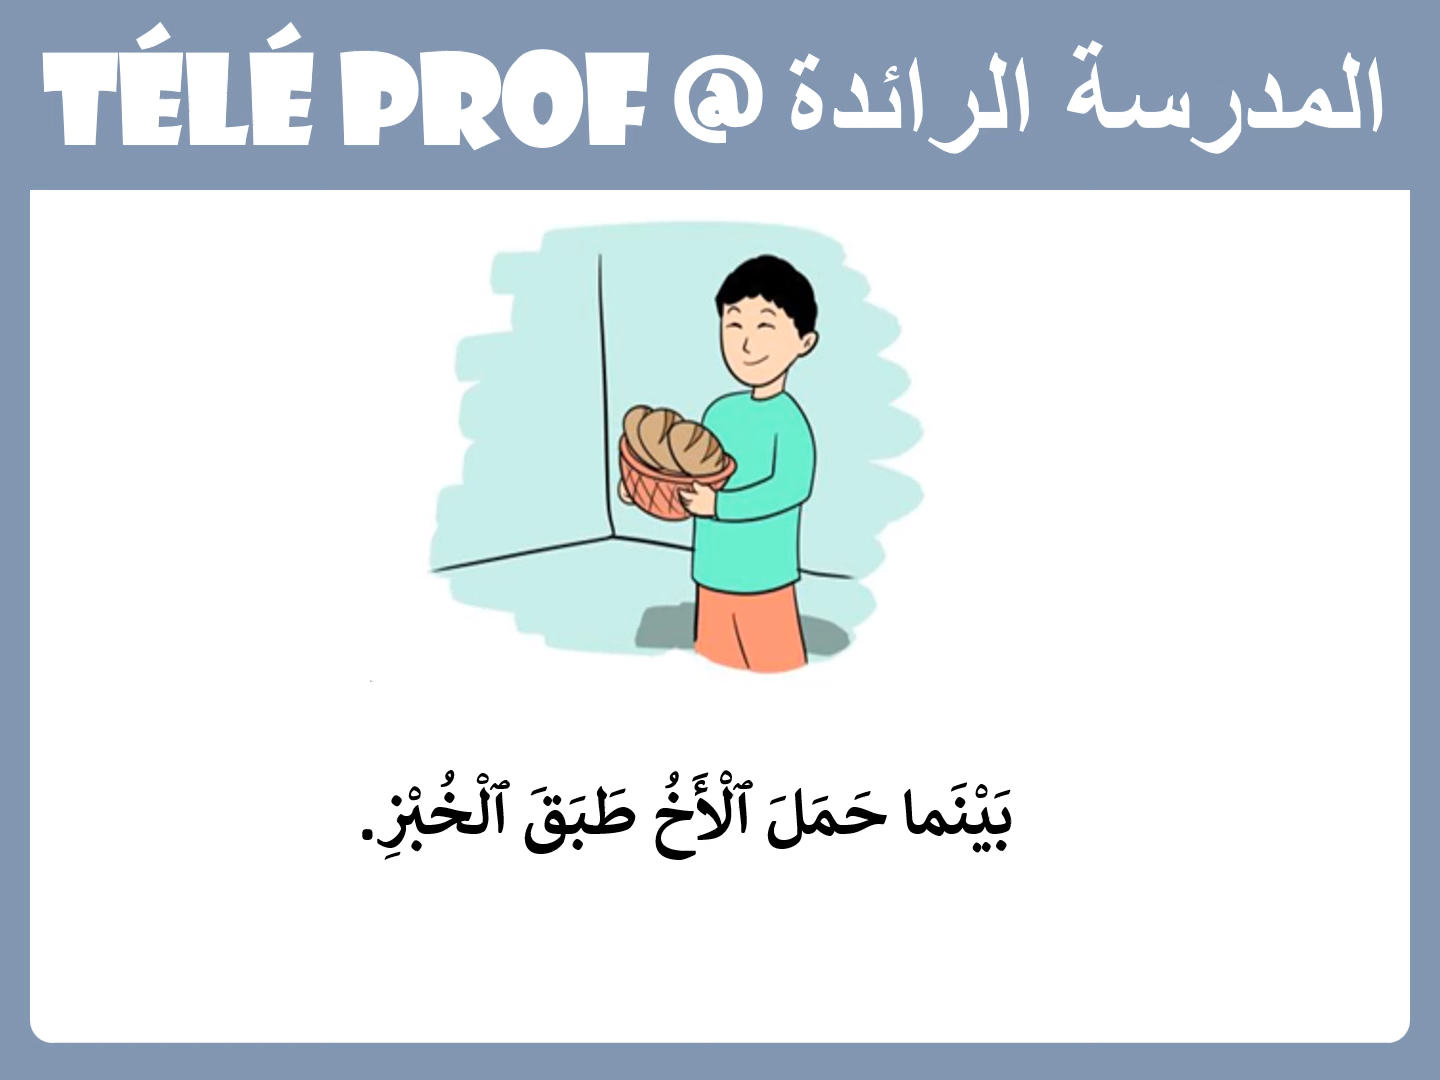 TÉLÉ PROF @ المدرسة الرائدة
بَيْنَما حَمَلَ ٱلْأَخُ طَبَقَ ٱلْخُبْزِ.